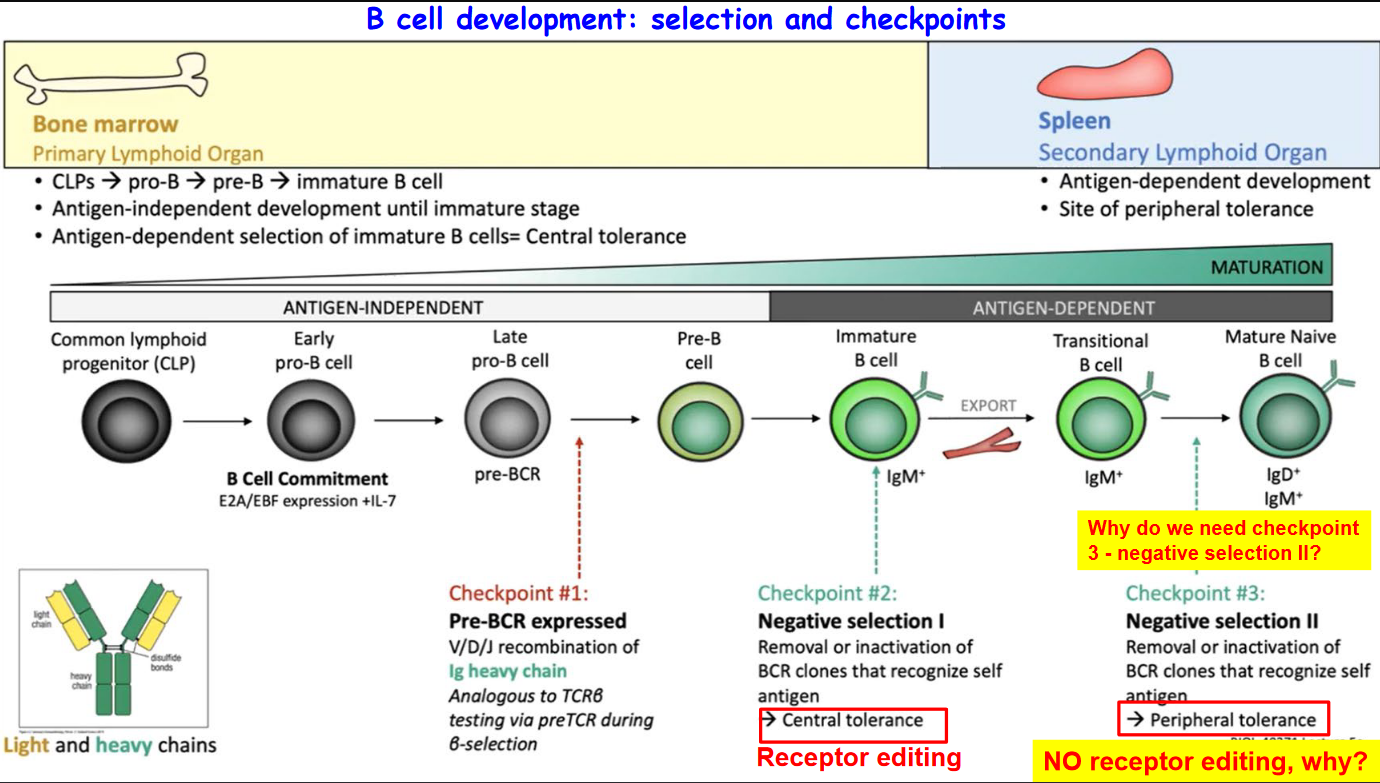 B cell development: selection and checkpoints
Bone marrow
Primary Lymphoid Organ
Spleen
Secondary Lymphoid Organ
• CLPs → pro-B → pre-B → immature B cell
• Antigen-independent development until immature stage
• Antigen-dependent selection of immature B cells= Central tolerance
• Antigen-dependent development
• Site of peripheral tolerance
MATURATION
ANTIGEN-INDEPENDENT
ANTIGEN-DEPENDENT
Common lymphoid
progenitor (CLP)
Early
pro-B cell
Late
pro-B cell
Pre-B
cell
Immature
B cell
Transitional
B cell
Mature Naive
B cell
EXPORT
B Cell Commitment
E2A/EBF expression +IL-7
pre-BCR
IgM⁺
IgM⁺
IgD⁺
IgM⁺
Why do we need checkpoint
3 - negative selection II?
light
chain
disulfide
bonds
heavy
chain
Light and heavy chains
Checkpoint #1:
Pre-BCR expressed
V/D/J recombination of
Ig heavy chain
Analogous to TCRβ
testing via preTCR during
β-selection
Checkpoint #2:
Negative selection I
Removal or inactivation of
BCR clones that recognize self
antigen
→ Central tolerance
Receptor editing
Checkpoint #3:
Negative selection II
Removal or inactivation of
BCR clones that recognize self
antigen
→ Peripheral tolerance
NO receptor editing, why?